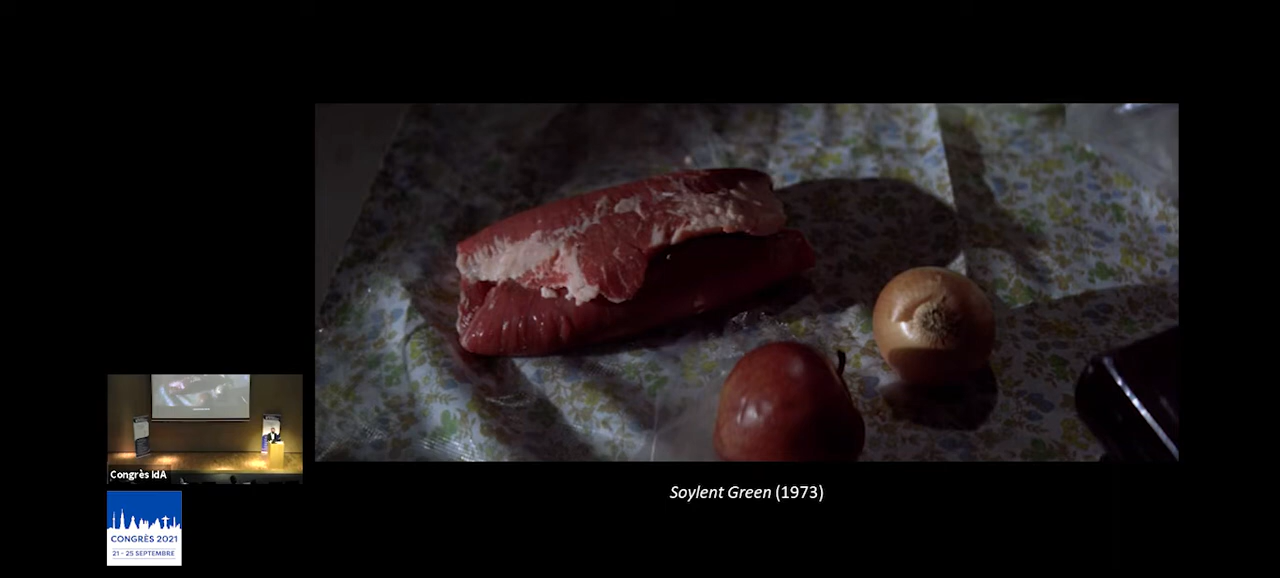 Congrès IdA
CONGRÈS 2021
21 - 25 SEPTEMBRE
Soylent Green (1973)